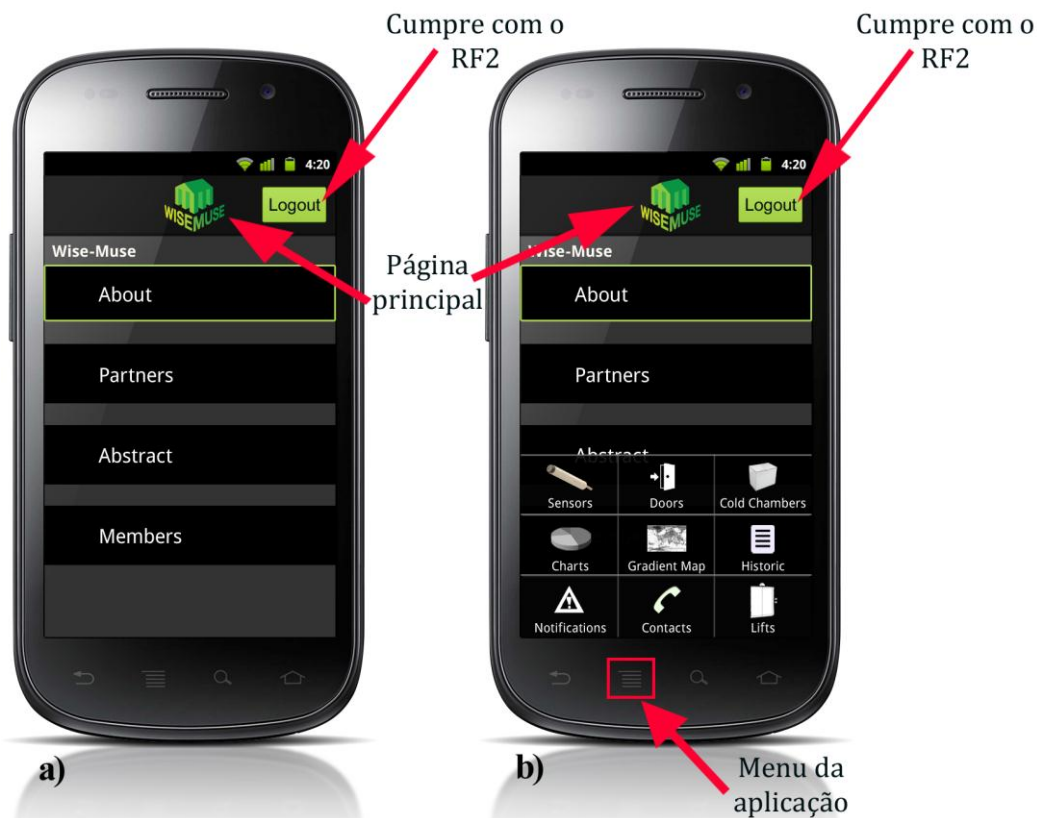 Cumpre com o
RF2
Cumpre com o
RF2
4:20
WISEMUSE
Logout
Wise-Muse
About
Partners
Abstract
Members
a)
Página
principal
4:20
WISEMUSE
Logout
Wise-Muse
About
Partners
Abstract
Sensors
Doors
Cold Chambers
Charts
Gradient Map
Historic
Notifications
Contacts
Lifts
b)
Menu da
aplicação